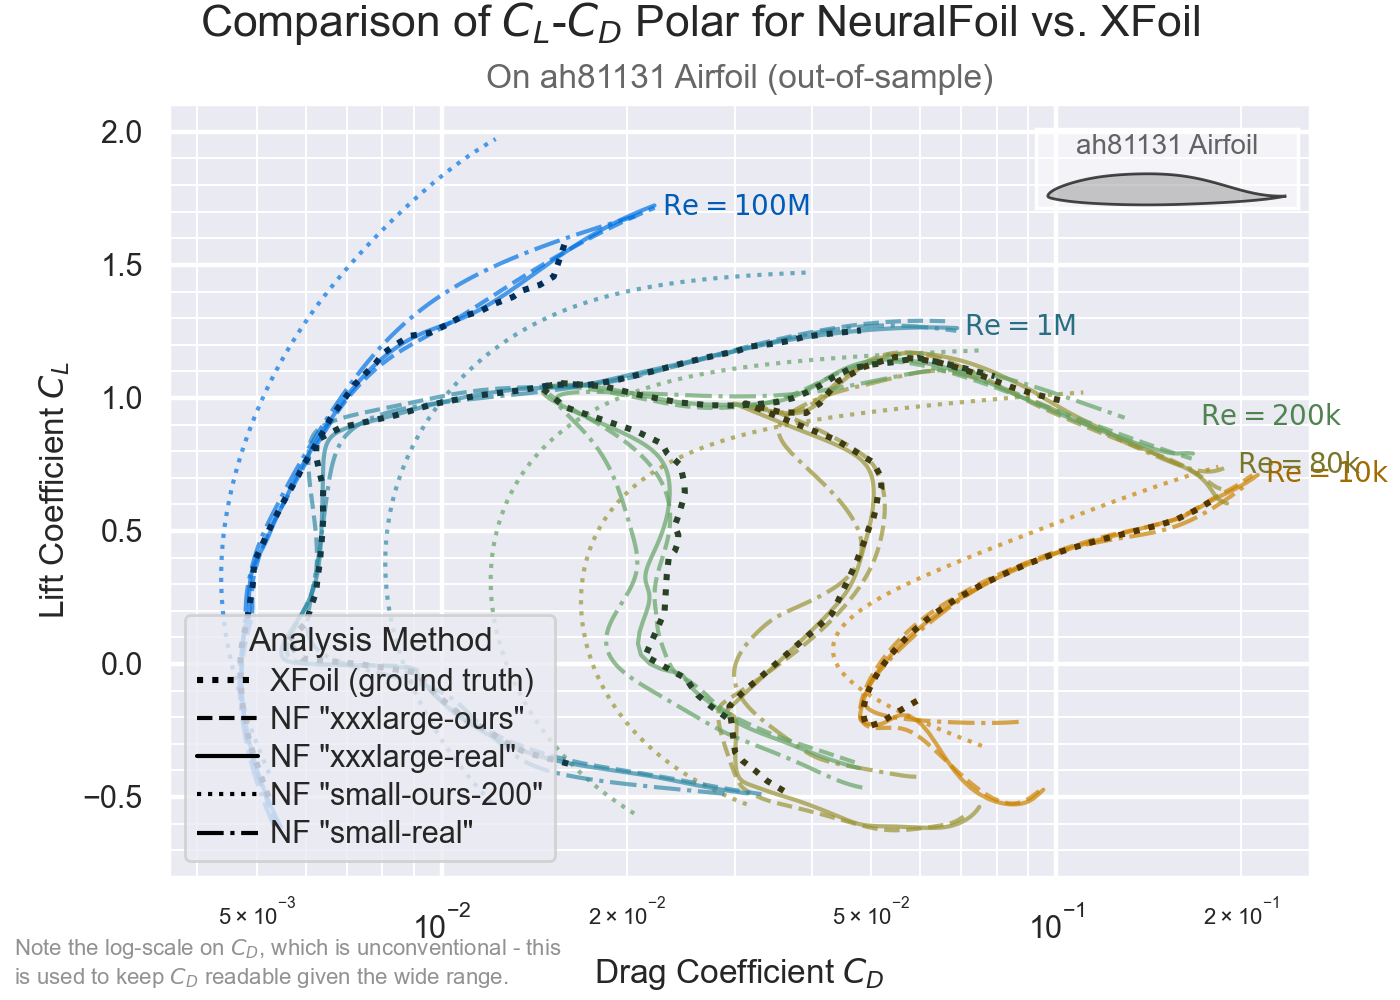 Comparison of C_L-C_D Polar for NeuralFoil vs. XFoil
On ah81131 Airfoil (out-of-sample)
ah81131 Airfoil
Re = 100M
Re = 1M
Re = 200k
Re = 80k
Re = 10k
Lift Coefficient C_L
2.0
1.5
1.0
0.5
0.0
−0.5
Analysis Method
XFoil (ground truth)
NF "xxxlarge-ours"
NF "xxxlarge-real"
NF "small-ours-200"
NF "small-real"
5 × 10⁻³
10⁻²
2 × 10⁻²
5 × 10⁻²
10⁻¹
2 × 10⁻¹
Drag Coefficient C_D
Note the log-scale on C_D, which is unconventional - this
is used to keep C_D readable given the wide range.